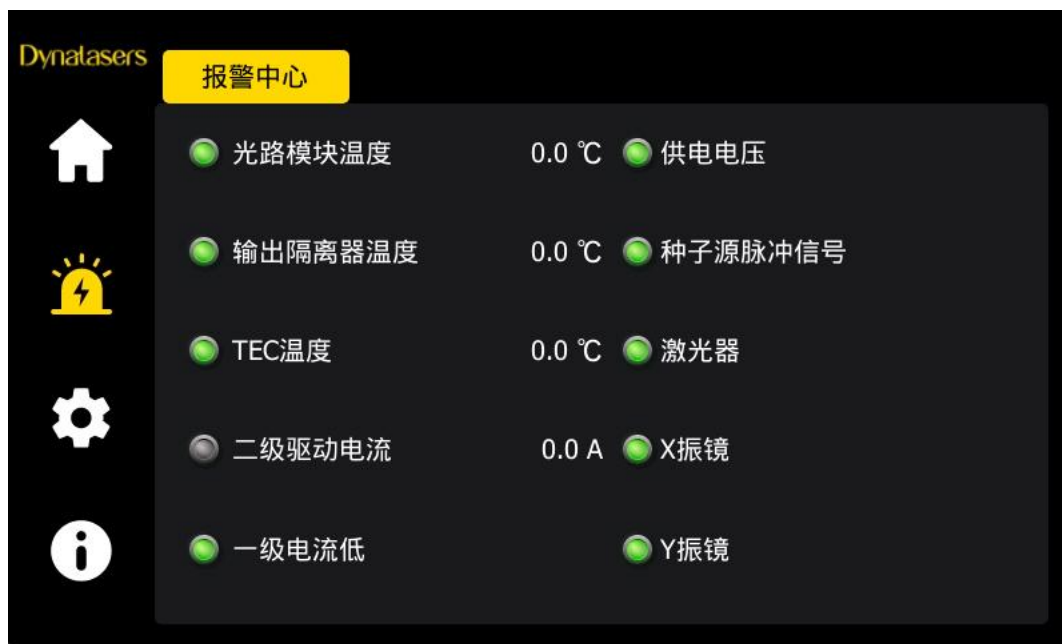 Dynalasers
报警中心
光路模块温度 0.0 ℃ 供电电压
输出隔离器温度 0.0 ℃ 种子源脉冲信号
TEC温度 0.0 ℃ 激光器
二级驱动电流 0.0 A X振镜
一级电流低 Y振镜